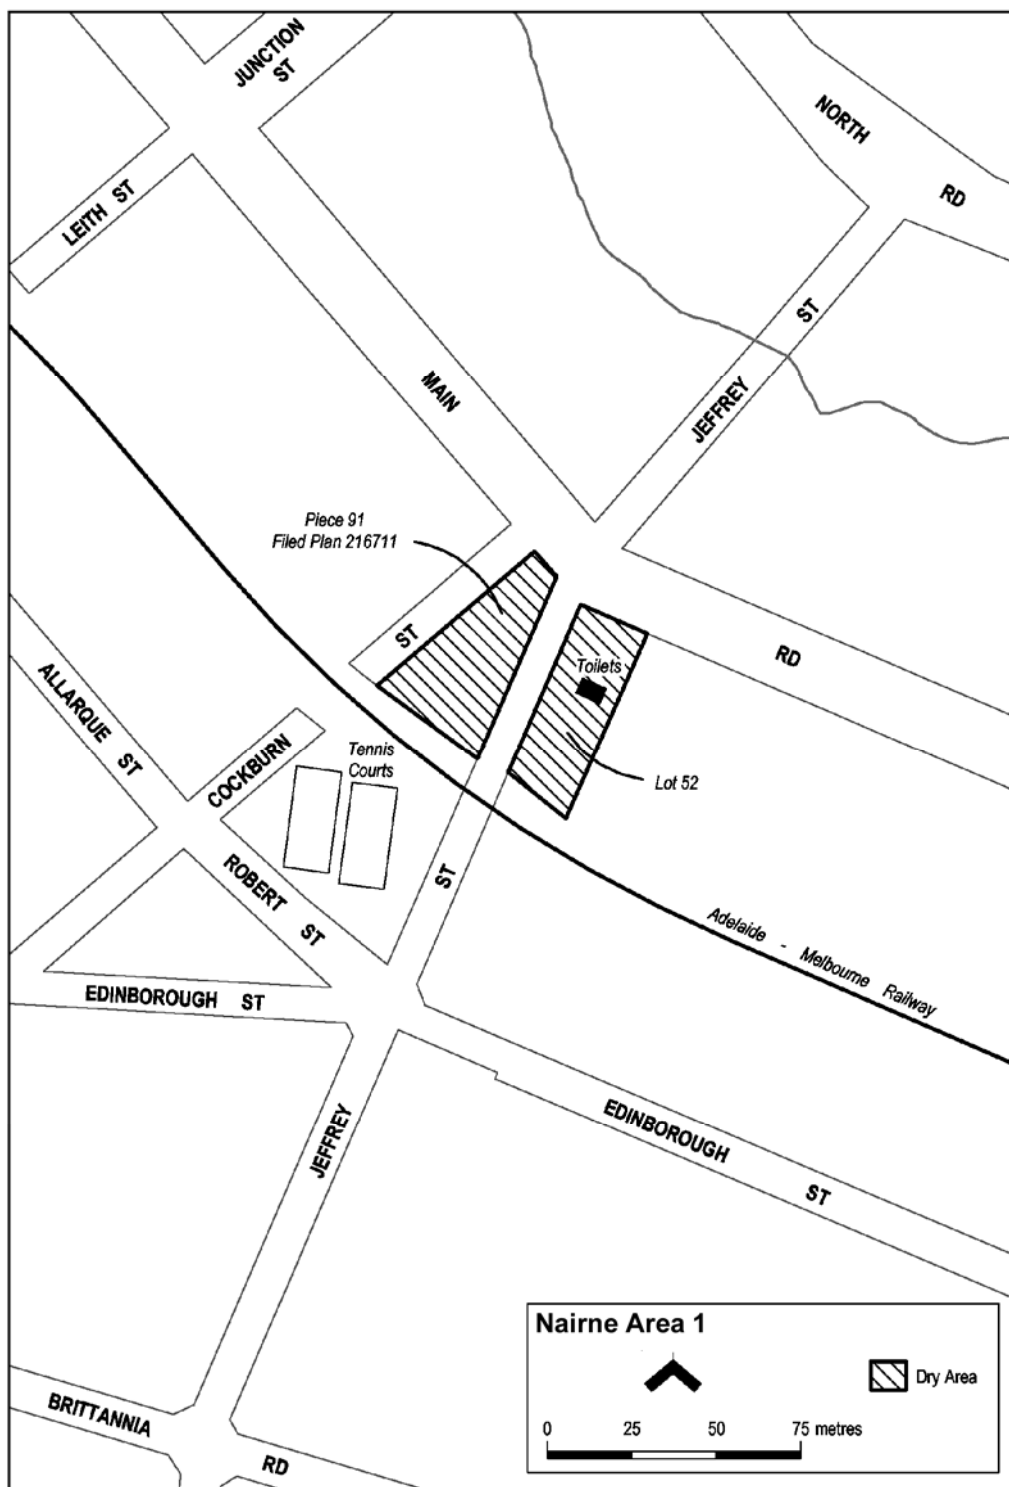 JUNCTION
ST
NORTH
RD
LEITH ST
ST
MAIN
JEFFREY
Piece 91
Filed Plan 216711
ST
RD
Toilets
ALLARQUE ST
COCKBURN
Tennis
Courts
Lot 52
ROBERT ST
ST
Adelaide - Melbourne Railway
EDINBOROUGH ST
JEFFREY
EDINBOROUGH
ST
Nairne Area 1
Dry Area
0 25 50 75 metres
BRITTANNIA
RD